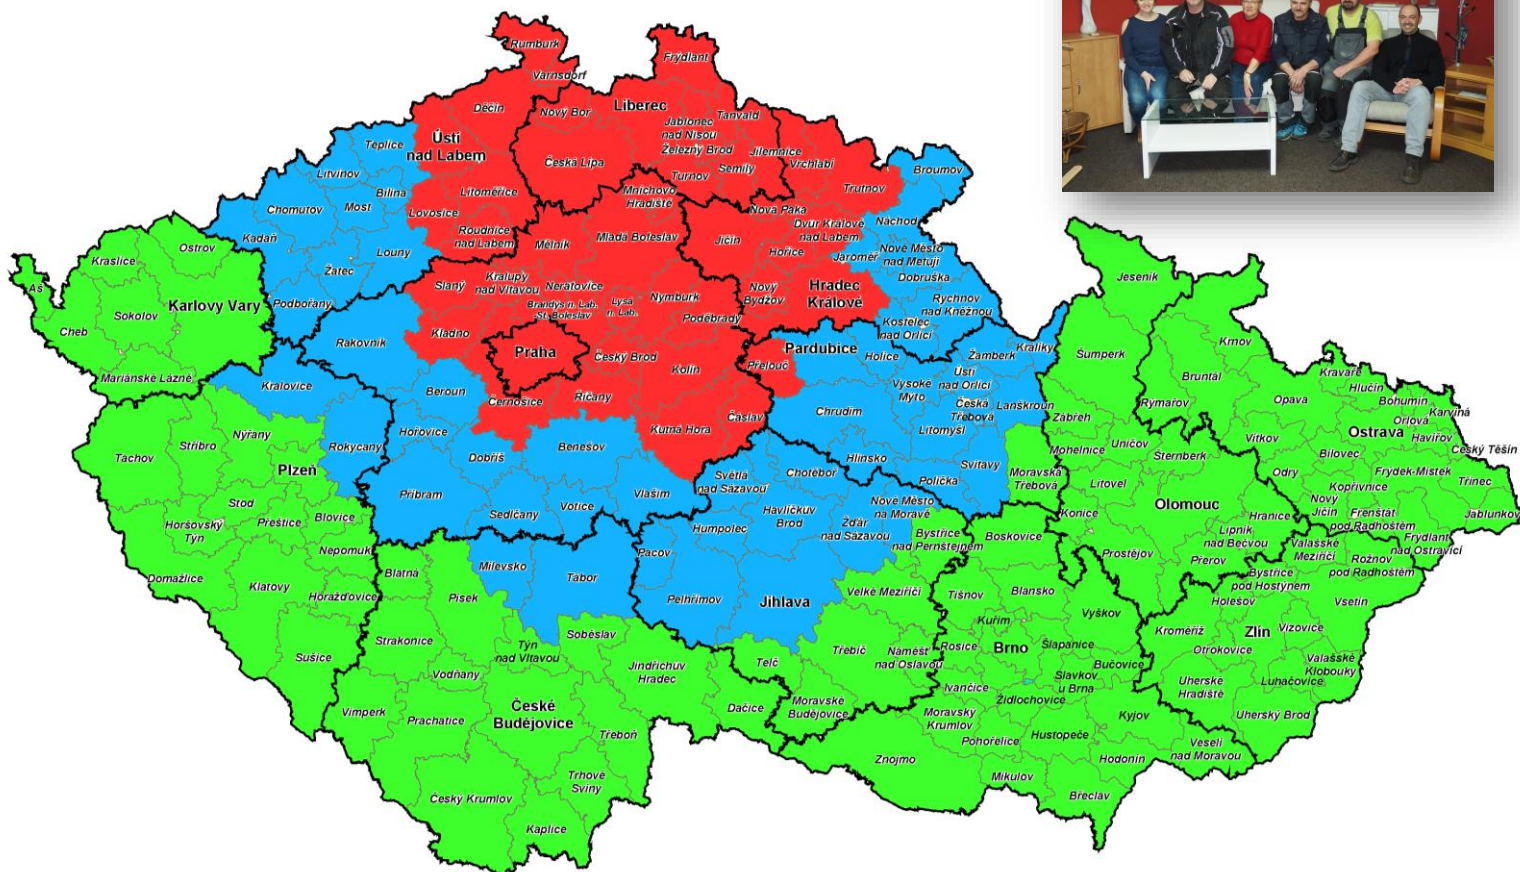 Rumburk
Varnsdorf
Frýdlant
Děčín
Nový Bor
Liberec
Tanvald
Jablonec
nad Nisou
Ústí
nad Labem
Teplice
Česká Lípa
Železný Brod
Jilemnice
Vrchlabí
Semily
Turnov
Trutnov
Broumov
Litvínov
Bílina
Most
Chomutov
Kadaň
Litoměřice
Lovosice
Roudnice
nad Labem
Mnichovo
Hradiště
Nová Paka
Dvůr Králové
nad Labem
Náchod
Ostrov
Kraslice
Louny
Žatec
Podbořany
Mělník
Mladá Boleslav
Jičín
Hořice
Jaroměř
Nové Město
nad Metují
Dobruška
Jeseník
Aš
Sokolov
Karlovy Vary
Cheb
Slaný
Kralupy
nad Vltavou
Neratovice
Brandýs n. Lab.
-St. Boleslav
Lysá
n. Lab.
Nymburk
Poděbrady
Nový
Bydžov
Hradec
Králové
Rychnov
nad Kněžnou
Kostelec
nad Orlicí
Kladno
Rakovník
Praha
Český Brod
Kolín
Přelouč
Pardubice
Holice
Žamberk
Králíky
Šumperk
Krnov
Bruntál
Rýmařov
Kravaře
Hlučín
Bohumín
Orlová
Karviná
Opava
Mariánské Lázně
Kralovice
Beroun
Černošice
Říčany
Kutná Hora
Čáslav
Chrudim
Vysoké
Mýto
Ústí
nad Orlicí
Česká
Třebová
Lanškroun
Litomyšl
Zábřeh
Ostrava
Havířov
Český Těšín
Vítkov
Bílovec
Tachov
Stříbro
Nýřany
Plzeň
Rokycany
Hořovice
Dobříš
Benešov
Hlinsko
Svitavy
Polička
Moravská
Třebová
Mohelnice
Uničov
Šternberk
Litovel
Odry
Frýdek-Místek
Třinec
Kopřivnice
Nový
Jičín
Frenštát
pod Radhoštěm
Jablunkov
Příbram
Sedlčany
Votice
Vlašim
Světlá
nad Sázavou
Chotěboř
Havlíčkův
Brod
Nové Město
na Moravě
Žďár
nad Sázavou
Humpolec
Bystřice
nad Pernštejnem
Boskovice
Konice
Olomouc
Hranice
Lipník
nad Bečvou
Prostějov
Přerov
Valašské
Meziříčí
Rožnov
pod Radhoštěm
Frýdlant
nad Ostravicí
Stod
Přeštice
Blovice
Horšovský
Týn
Nepomuk
Domažlice
Klatovy
Horažďovice
Blatná
Písek
Milevsko
Tábor
Pacov
Pelhřimov
Jihlava
Velké Meziříčí
Tišnov
Blansko
Vyškov
Bystřice
pod Hostýnem
Holešov
Vsetín
Sušice
Strakonice
Týn
nad Vltavou
Soběslav
Vodňany
Jindřichův
Hradec
Telč
Třebíč
Náměšť
nad Oslavou
Kuřim
Rosice
Brno
Šlapanice
Bučovice
Slavkov
u Brna
Kroměříž
Zlín
Vizovice
Otrokovice
Valašské
Klobouky
Luhačovice
Uherské
Hradiště
Uherský Brod
Vimperk
Prachatice
České
Budějovice
Třeboň
Dačice
Moravské
Budějovice
Ivančice
Židlochovice
Moravský
Krumlov
Pohořelice
Hustopeče
Kyjov
Znojmo
Mikulov
Hodonín
Veselí
nad Moravou
Břeclav
Český Krumlov
Trhové
Sviny
Kaplice